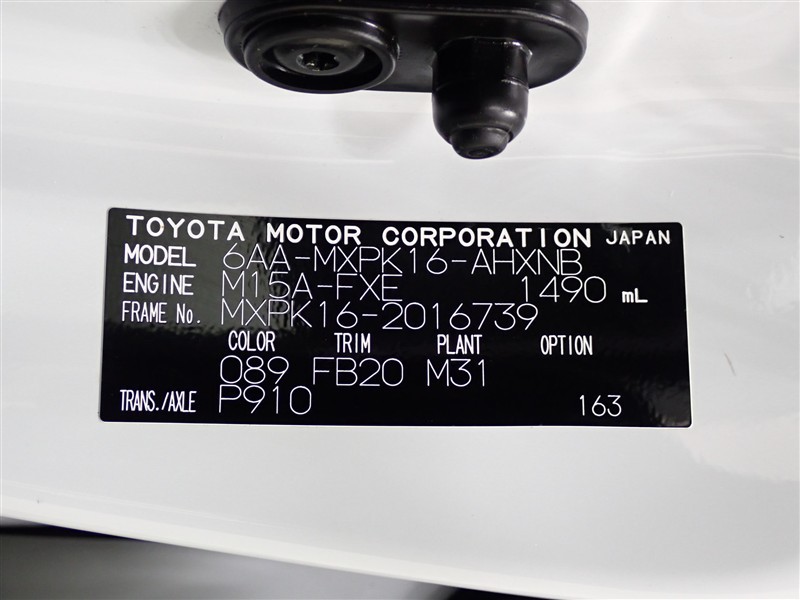 TOYOTA MOTOR CORPORATION JAPAN
MODEL 6AA-MXPK16-AHXNB
ENGINE M15A-FXE 1490 mL
FRAME No. MXPK16-2016739
COLOR TRIM PLANT OPTION
089 FB20 M31
TRANS./AXLE P910 163